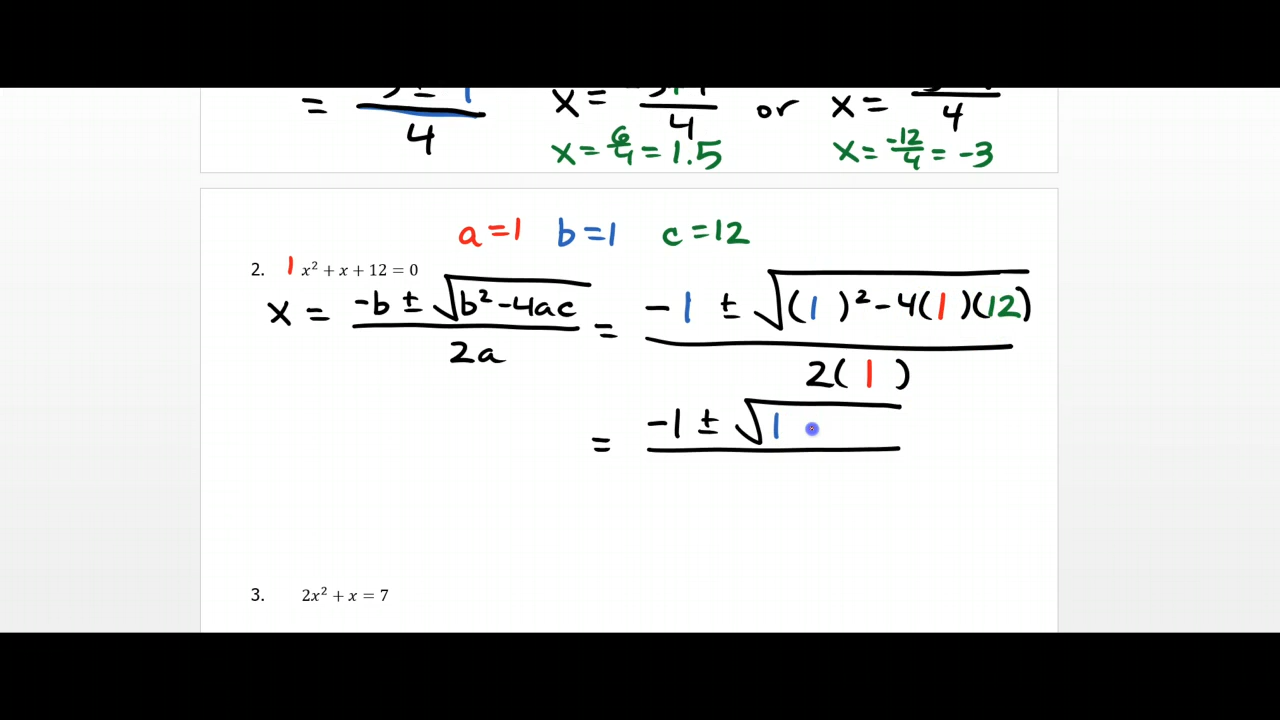 = 4 x = 4 or x = 4
x = 6/4 = 1.5 x = -12/4 = -3
a = 1 b = 1 c = 12
2. 1 x² + x + 12 = 0
x = (-b ± √(b² - 4ac)) / 2a = (-1 ± √((1)² - 4(1)(12))) / 2(1)
= -1 ± √1
3. 2x² + x = 7